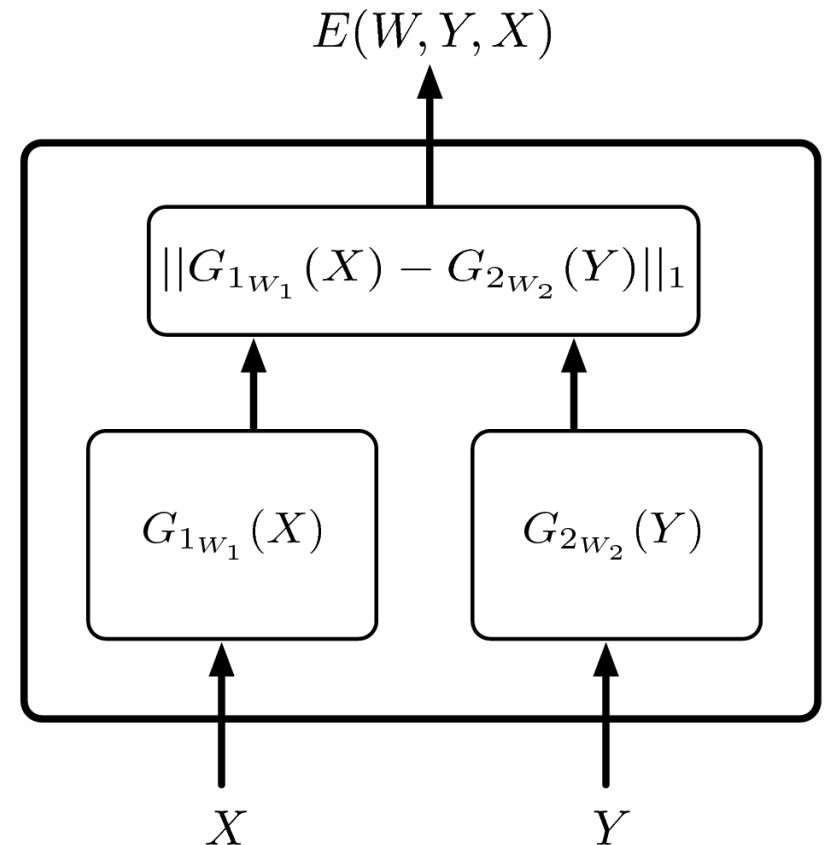 E(W, Y, X)
||G_{1_{W_1}}(X) − G_{2_{W_2}}(Y)||_1
G_{1_{W_1}}(X)
G_{2_{W_2}}(Y)
X
Y